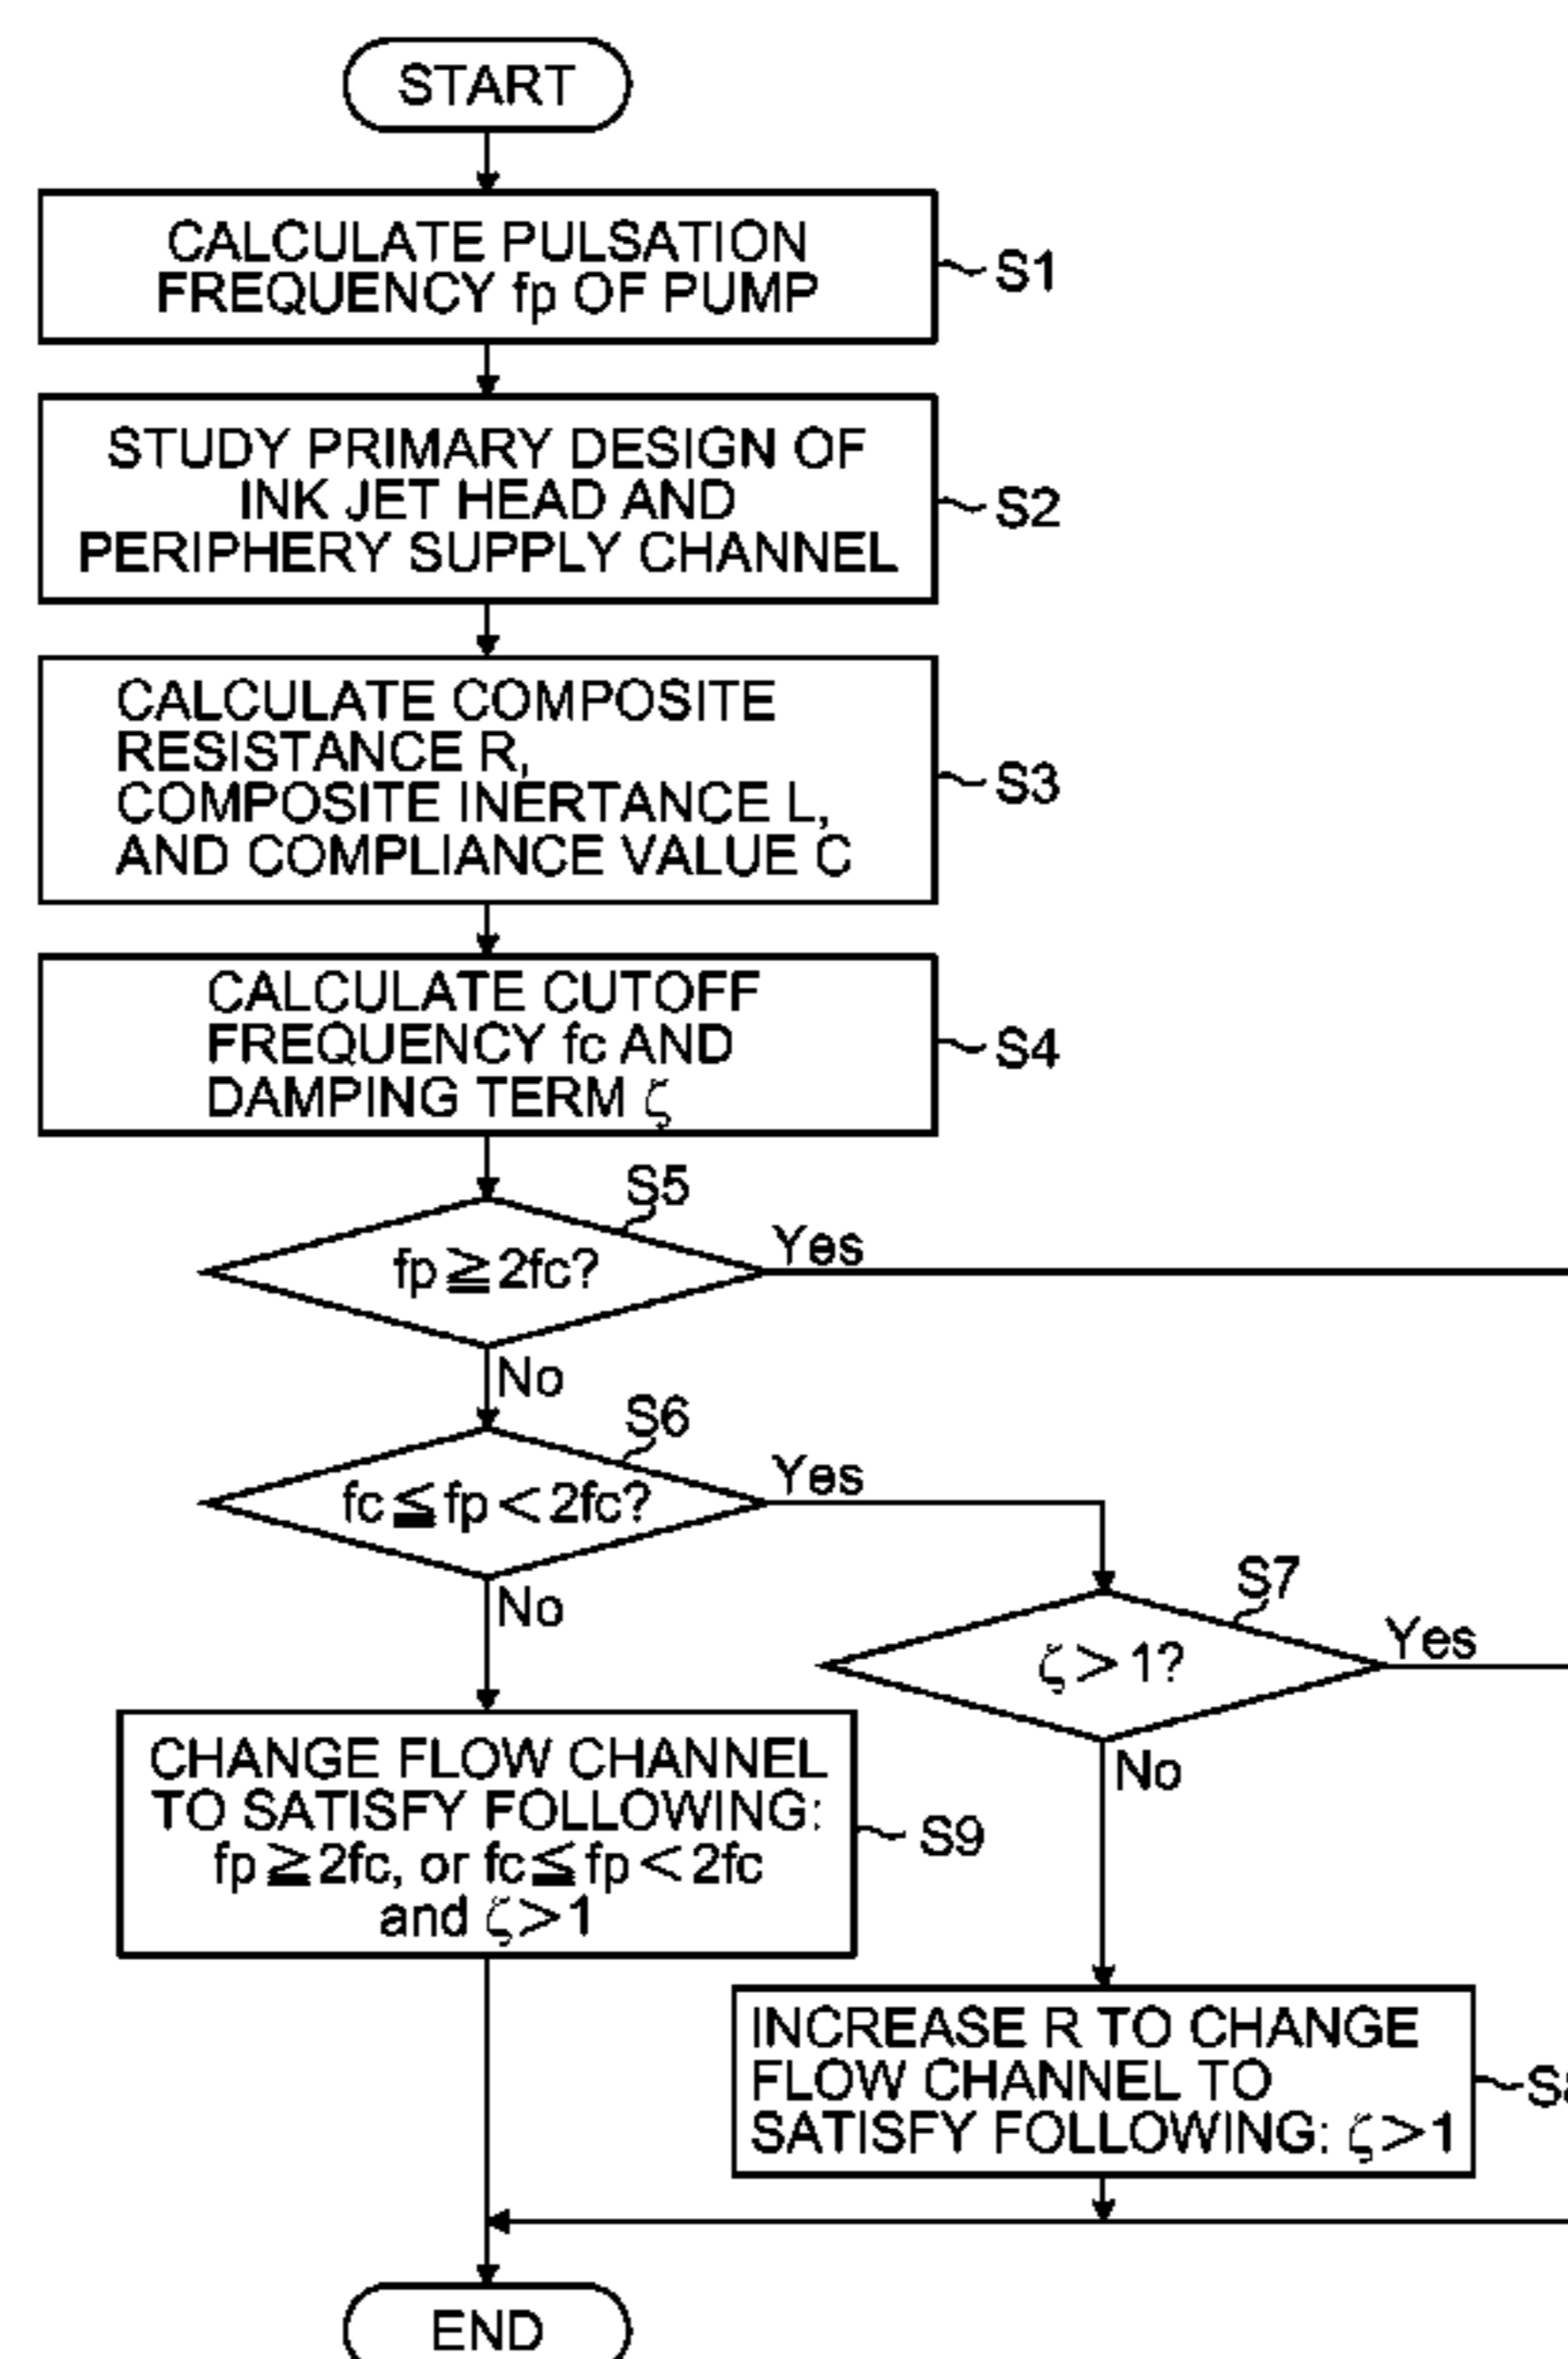 START
CALCULATE PULSATION
FREQUENCY fp OF PUMP
S1
STUDY PRIMARY DESIGN OF
INK JET HEAD AND
PERIPHERY SUPPLY CHANNEL
S2
CALCULATE COMPOSITE
RESISTANCE R,
COMPOSITE INERTANCE L,
AND COMPLIANCE VALUE C
S3
CALCULATE CUTOFF
FREQUENCY fc AND
DAMPING TERM ζ
S4
S5
fp≧2fc?
Yes
No
S6
fc≦fp<2fc?
Yes
No
S7
ζ>1?
Yes
No
CHANGE FLOW CHANNEL
TO SATISFY FOLLOWING:
fp≧2fc, or fc≦fp<2fc
and ζ>1
S9
INCREASE R TO CHANGE
FLOW CHANNEL TO
SATISFY FOLLOWING: ζ>1
END